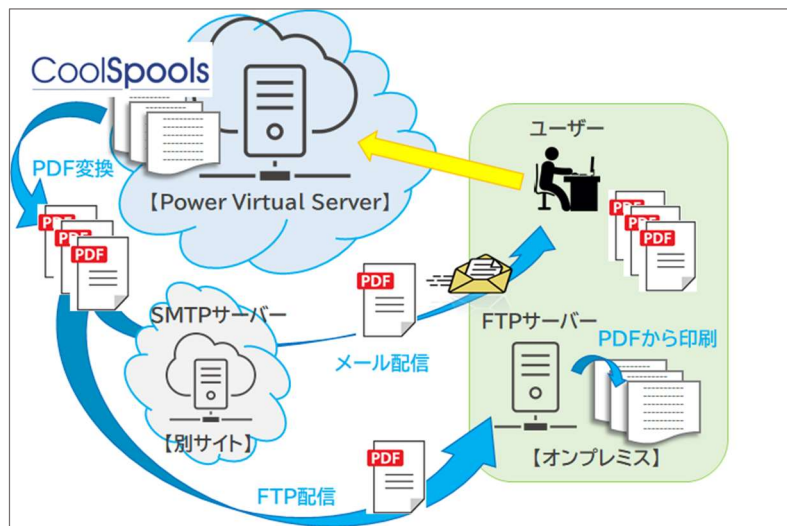 CoolSpools
PDF変換
【Power Virtual Server】
ユーザー
PDF
PDF
PDF
PDF
PDF
PDF
SMTPサーバー
PDF
メール配信
FTPサーバー
PDFから印刷
【別サイト】
【オンプレミス】
PDF
FTP配信